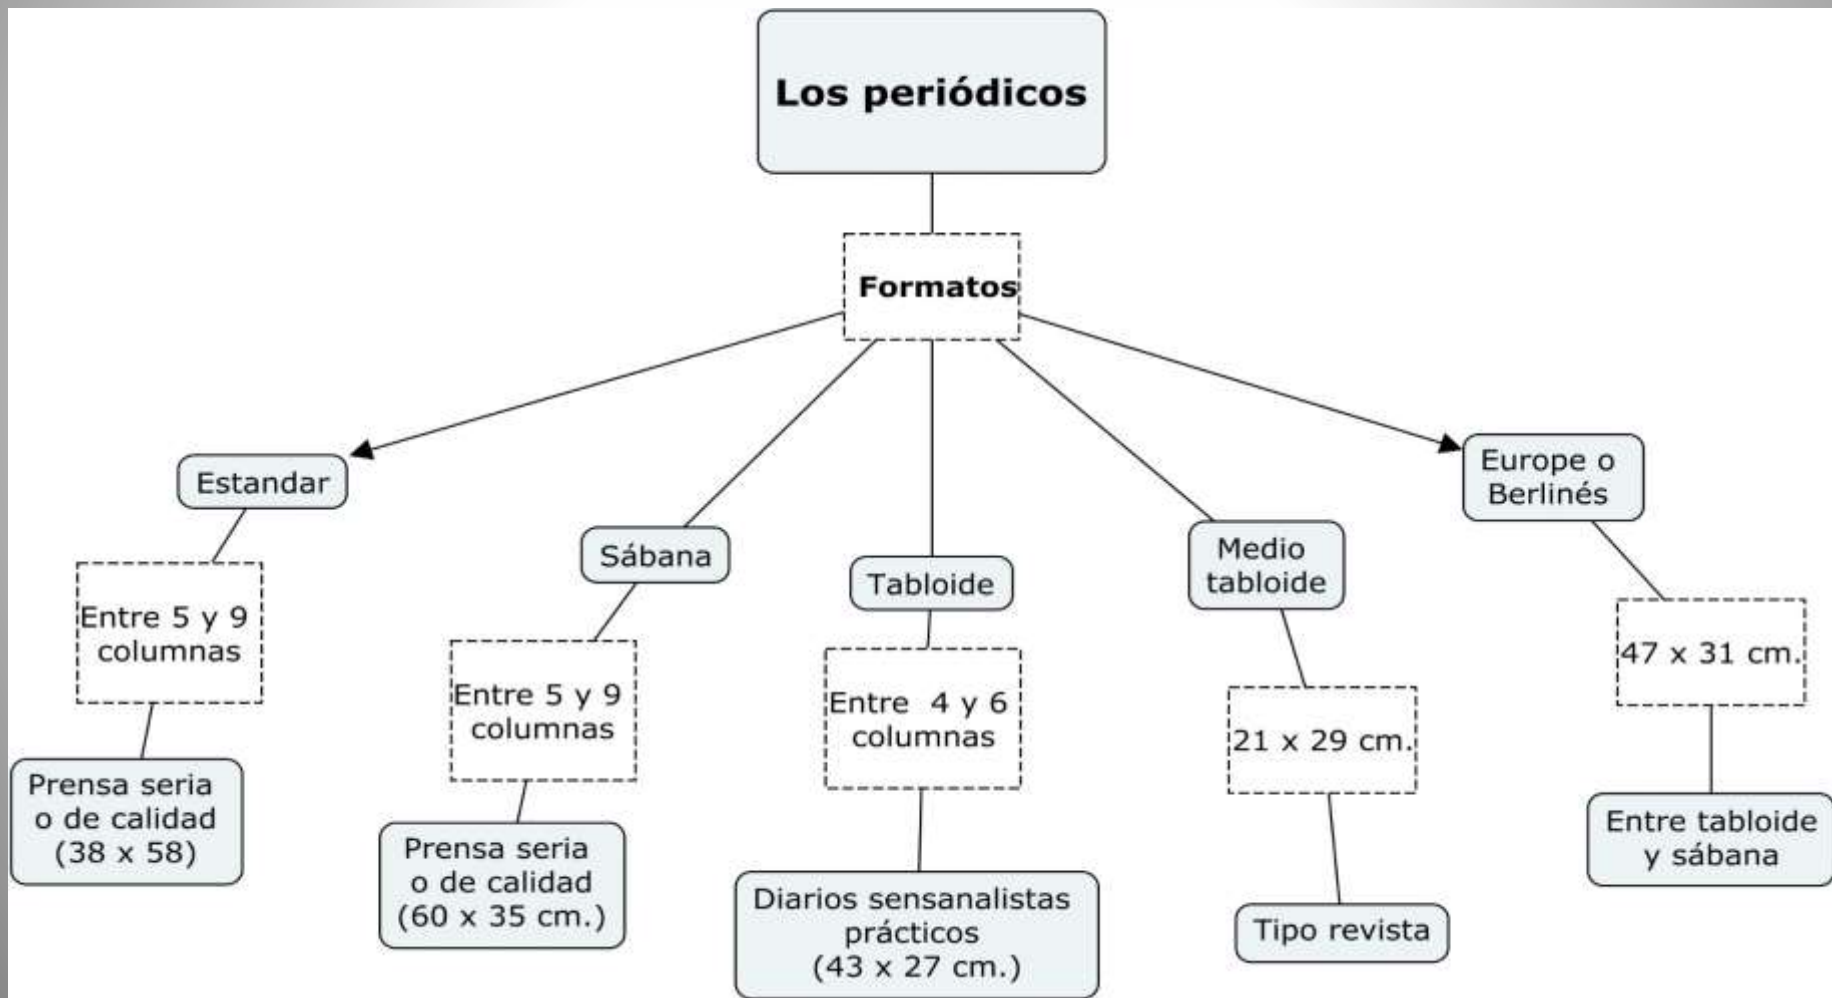 Los periódicos
Formatos
Estandar
Entre 5 y 9
columnas
Prensa seria
o de calidad
(38 x 58)
Sábana
Entre 5 y 9
columnas
Prensa seria
o de calidad
(60 x 35 cm.)
Tabloide
Entre 4 y 6
columnas
Diarios sensanalistas
prácticos
(43 x 27 cm.)
Medio
tabloide
21 x 29 cm.
Tipo revista
Europe o
Berlinés
47 x 31 cm.
Entre tabloide
y sábana